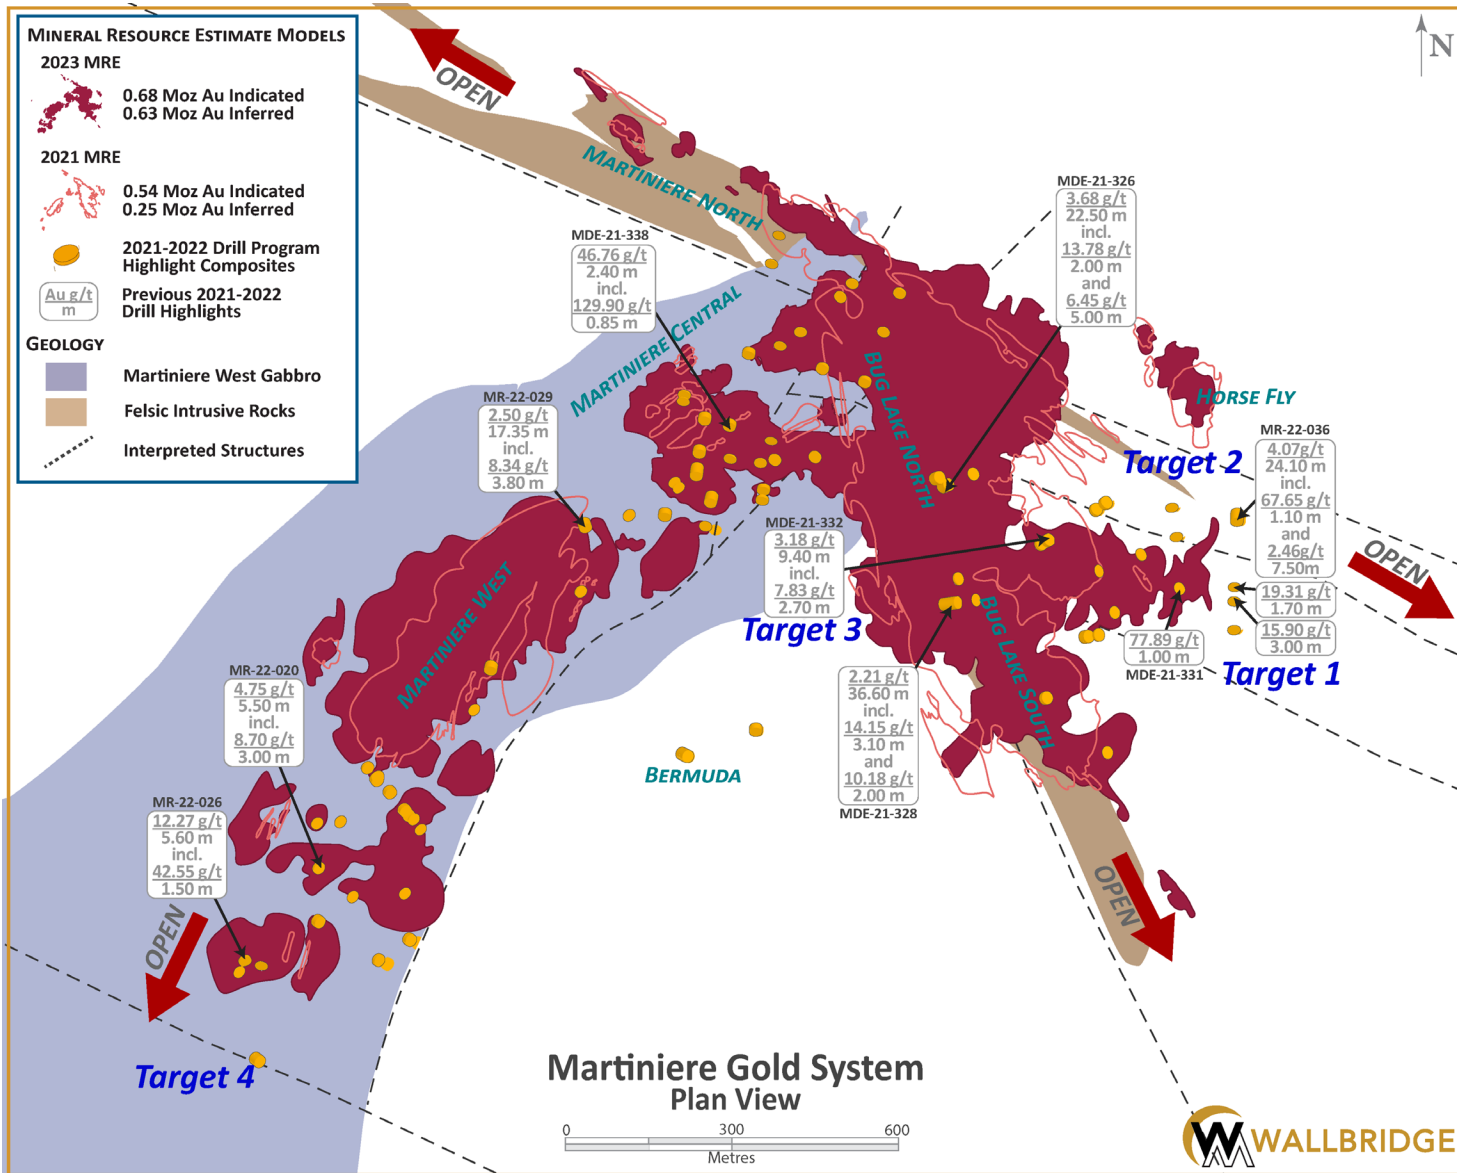 MINERAL RESOURCE ESTIMATE MODELS
2023 MRE
0.68 Moz Au Indicated
0.63 Moz Au Inferred
2021 MRE
0.54 Moz Au Indicated
0.25 Moz Au Inferred
2021-2022 Drill Program
Highlight Composites
Au g/t
m
Previous 2021-2022
Drill Highlights
GEOLOGY
Martiniere West Gabbro
Felsic Intrusive Rocks
Interpreted Structures
OPEN
N
MARTINIERE NORTH
MDE-21-326
3.68 g/t
22.50 m
incl.
13.78 g/t
2.00 m
and
6.45 g/t
5.00 m
MDE-21-338
46.76 g/t
2.40 m
incl.
129.90 g/t
0.85 m
MARTINIERE CENTRAL
BUG LAKE NORTH
HORSE FLY
MR-22-029
2.50 g/t
17.35 m
incl.
8.34 g/t
3.80 m
MR-22-036
4.07g/t
24.10 m
incl.
67.65 g/t
1.10 m
and
2.46g/t
7.50m
Target 2
OPEN
MDE-21-332
3.18 g/t
9.40 m
incl.
7.83 g/t
2.70 m
Target 3
19.31 g/t
1.70 m
15.90 g/t
3.00 m
Target 1
77.89 g/t
1.00 m
MDE-21-331
MARTINIERE WEST
BUG LAKE SOUTH
MR-22-020
4.75 g/t
5.50 m
incl.
8.70 g/t
3.00 m
2.21 g/t
36.60 m
incl.
14.15 g/t
3.10 m
and
10.18 g/t
2.00 m
MDE-21-328
BERMUDA
MR-22-026
12.27 g/t
5.60 m
incl.
42.55 g/t
1.50 m
OPEN
OPEN
Target 4
Martiniere Gold System
Plan View
0 300 600
Metres
WALLBRIDGE